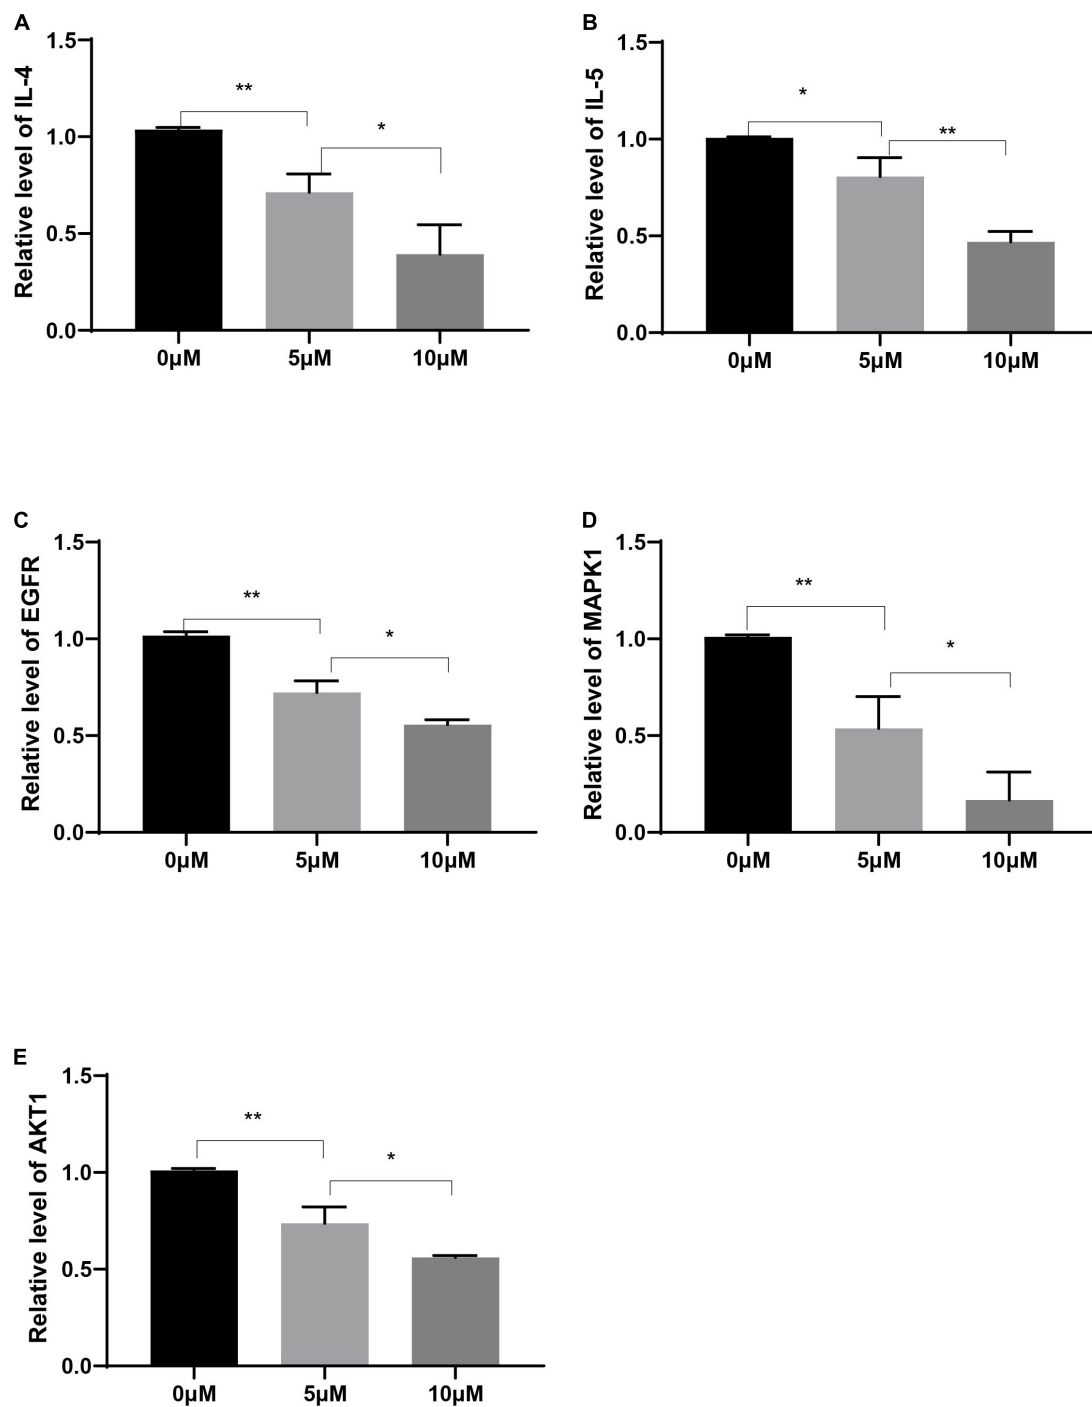 A
Relative level of IL-4
1.5
1.0
0.5
0.0
**
*
0μM 5μM 10μM
B
Relative level of IL-5
1.5
1.0
0.5
0.0
*
**
0μM 5μM 10μM
C
Relative level of EGFR
1.5
1.0
0.5
0.0
**
*
0μM 5μM 10μM
D
Relative level of MAPK1
1.5
1.0
0.5
0.0
**
*
0μM 5μM 10μM
E
Relative level of AKT1
1.5
1.0
0.5
0.0
**
*
0μM 5μM 10μM